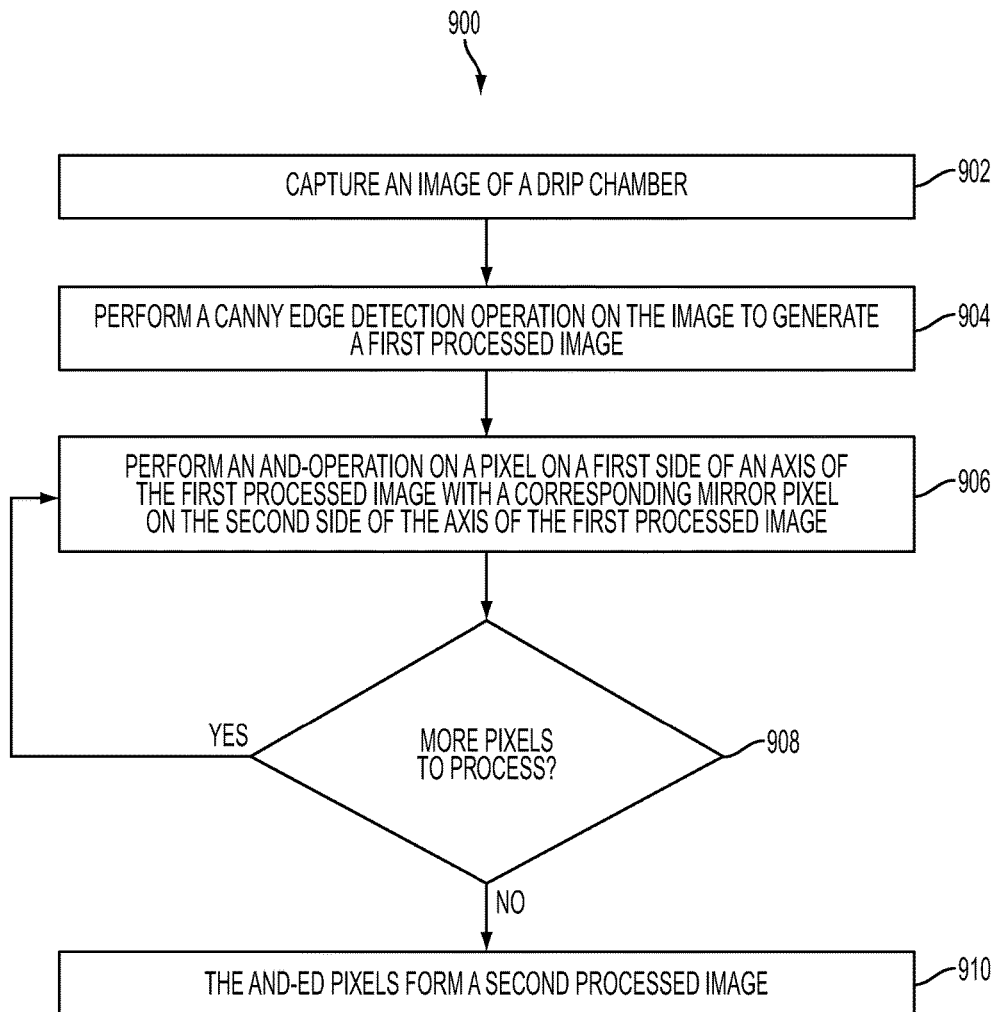 900
CAPTURE AN IMAGE OF A DRIP CHAMBER
902
PERFORM A CANNY EDGE DETECTION OPERATION ON THE IMAGE TO GENERATE
A FIRST PROCESSED IMAGE
904
PERFORM AN AND-OPERATION ON A PIXEL ON A FIRST SIDE OF AN AXIS OF
THE FIRST PROCESSED IMAGE WITH A CORRESPONDING MIRROR PIXEL
ON THE SECOND SIDE OF THE AXIS OF THE FIRST PROCESSED IMAGE
906
YES
MORE PIXELS
TO PROCESS?
908
NO
THE AND-ED PIXELS FORM A SECOND PROCESSED IMAGE
910